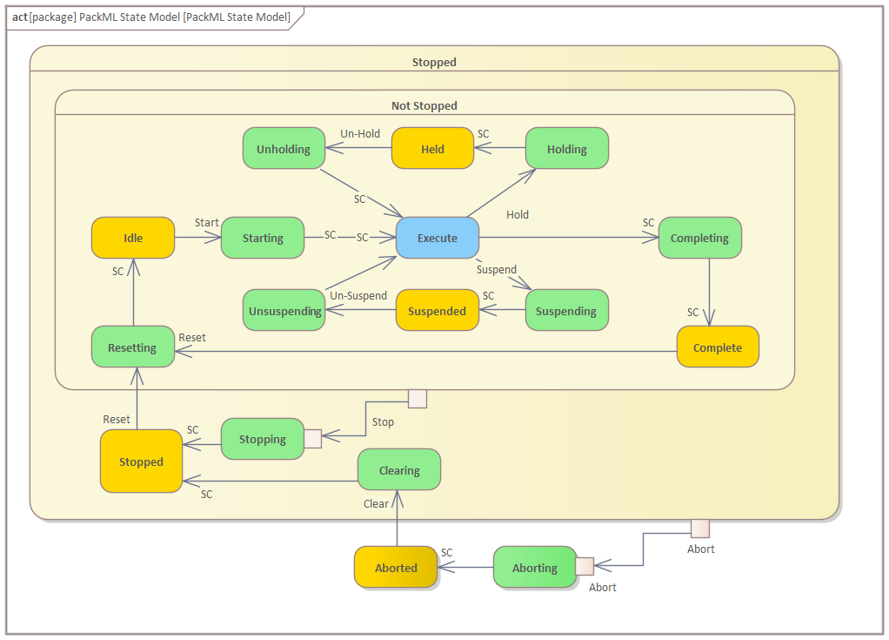 act [package] PackML State Model [PackML State Model]
Stopped
Not Stopped
Unholding
Un-Hold
Held
SC
Holding
SC
Hold
Idle
Start
Starting
SC
SC
Execute
SC
Completing
SC
Unsuspending
Un-Suspend
Suspended
SC
Suspend
Suspending
SC
Resetting
Reset
Complete
Reset
Stopped
SC
Stopping
Stop
SC
Clearing
Clear
Aborted
SC
Aborting
Abort
Abort